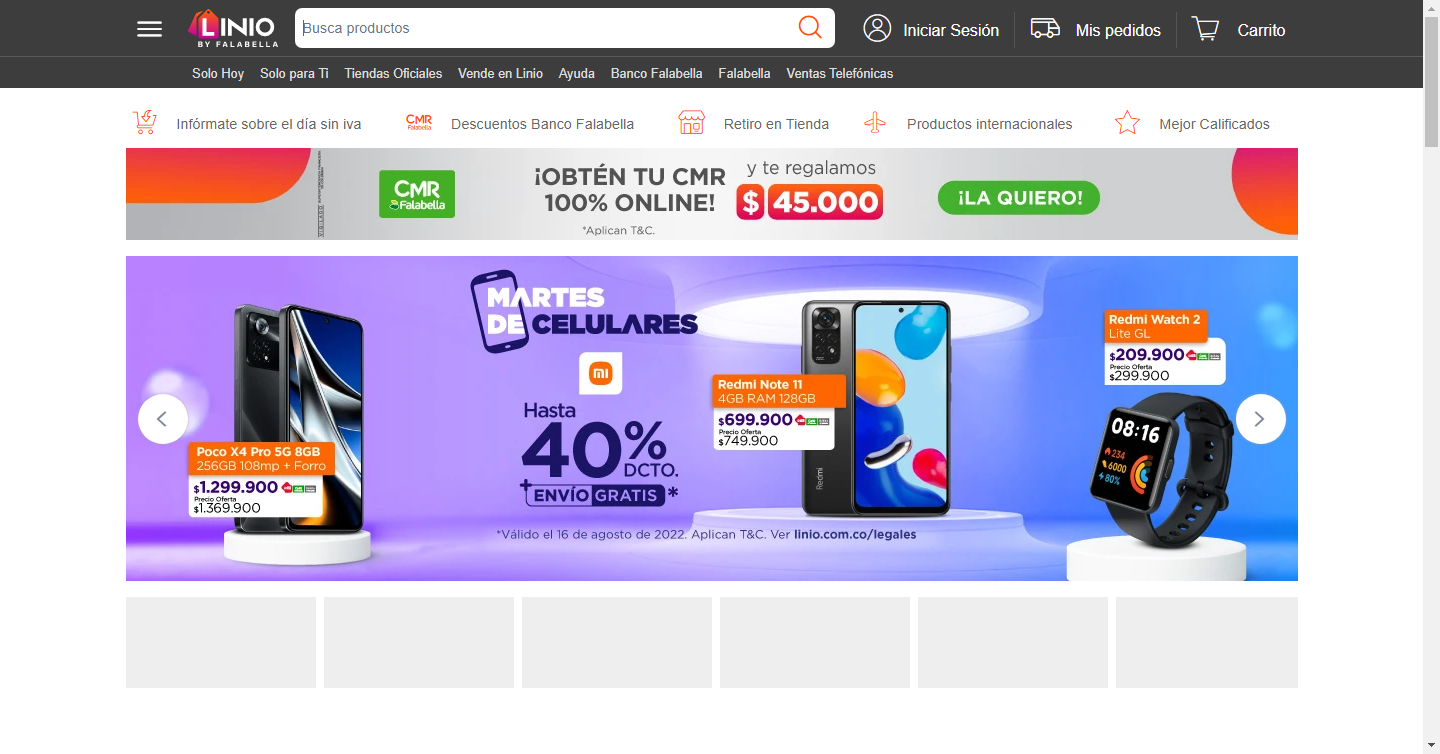 LINIO
BY FALABELLA
Busca productos
Iniciar Sesión
Mis pedidos
Carrito
Solo Hoy
Solo para Ti
Tiendas Oficiales
Vende en Linio
Ayuda
Banco Falabella
Falabella
Ventas Telefónicas
Infórmate sobre el día sin iva
CMR
Falabella
Descuentos Banco Falabella
Retiro en Tienda
Productos internacionales
Mejor Calificados
CMR
Falabella
¡OBTÉN TU CMR
100% ONLINE!
*Aplican T&C.
y te regalamos
$ 45.000
¡LA QUIERO!
MARTES
DE CELULARES
Hasta
40%
DCTO.
+ENVÍO GRATIS*
*Válido el 16 de agosto de 2022. Aplican T&C. Ver linio.com.co/legales
Poco X4 Pro 5G 8GB
256GB 108mp + Forro
$1.299.900
Precio Oferta
$1.369.900
Redmi Note 11
4GB RAM 128GB
$699.900
Precio Oferta
$749.900
Redmi
Redmi Watch 2
Lite GL
$209.900
Precio Oferta
$299.900
08:16
234
6000
80%